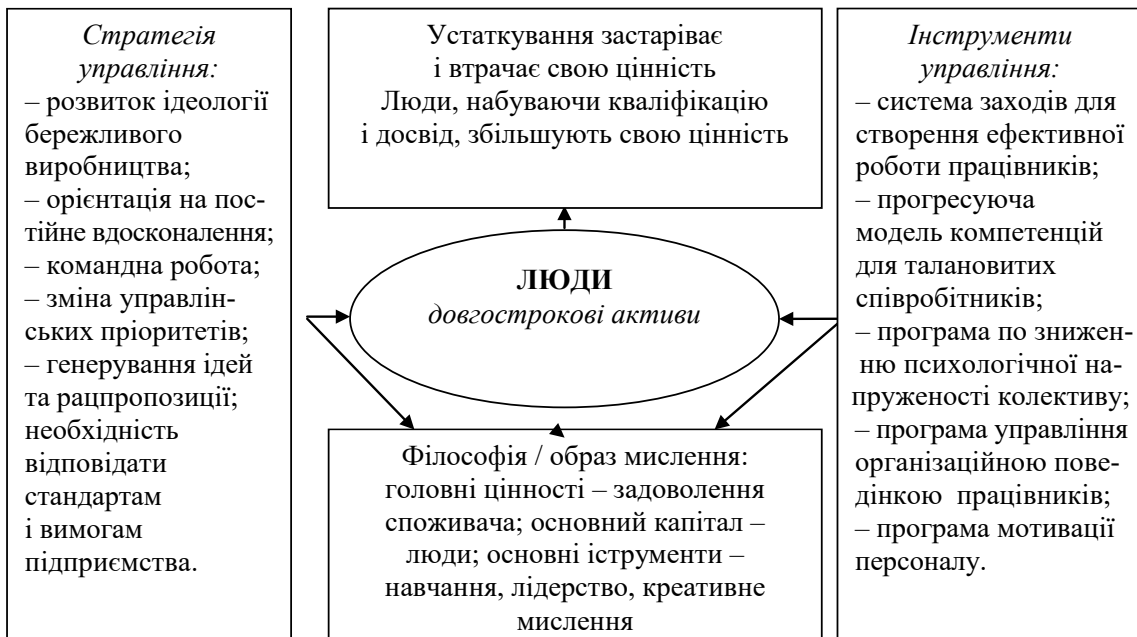 Стратегія
управління:
– розвиток ідеології
бережливого
виробництва;
– орієнтація на пос-
тійне вдосконалення;
– командна робота;
– зміна управлін-
ських пріоритетів;
– генерування ідей
та рацпропозиції;
необхідність
відповідати
стандартам
і вимогам
підприємства.
Устаткування застаріває
і втрачає свою цінність
Люди, набуваючи кваліфікацію
і досвід, збільшують свою цінність
ЛЮДИ
довгострокові активи
Філософія / образ мислення:
головні цінності – задоволення
споживача; основний капітал –
люди; основні іструменти –
навчання, лідерство, креативне
мислення
Інструменти
управління:
– система заходів для
створення ефективної
роботи працівників;
– прогресуюча
модель компетенцій
для талановитих
співробітників;
– програма по знижен-
ню психологічної на-
пруженості колективу;
– програма управління
організаційною пове-
дінкою працівників;
– програма мотивації
персоналу.